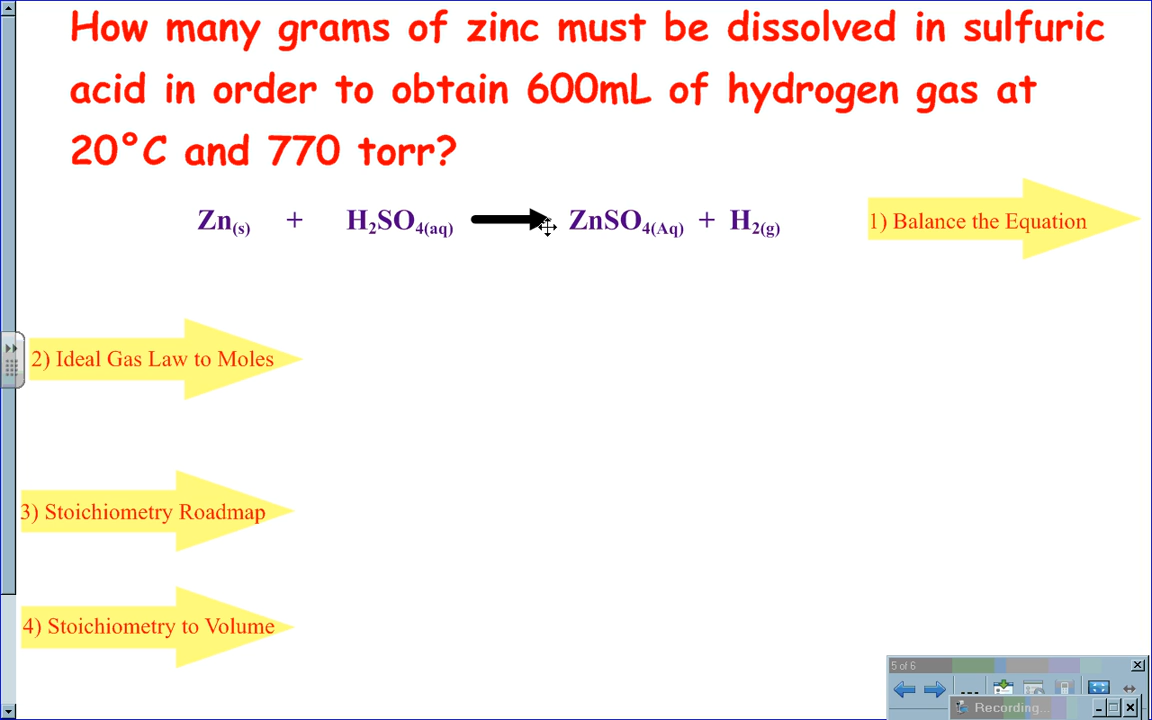 How many grams of zinc must be dissolved in sulfuric
acid in order to obtain 600mL of hydrogen gas at
20°C and 770 torr?
Zn(s) + H2SO4(aq) ZnSO4(Aq) + H2(g)
1) Balance the Equation
2) Ideal Gas Law to Moles
3) Stoichiometry Roadmap
4) Stoichiometry to Volume
5 of 6
Recording...